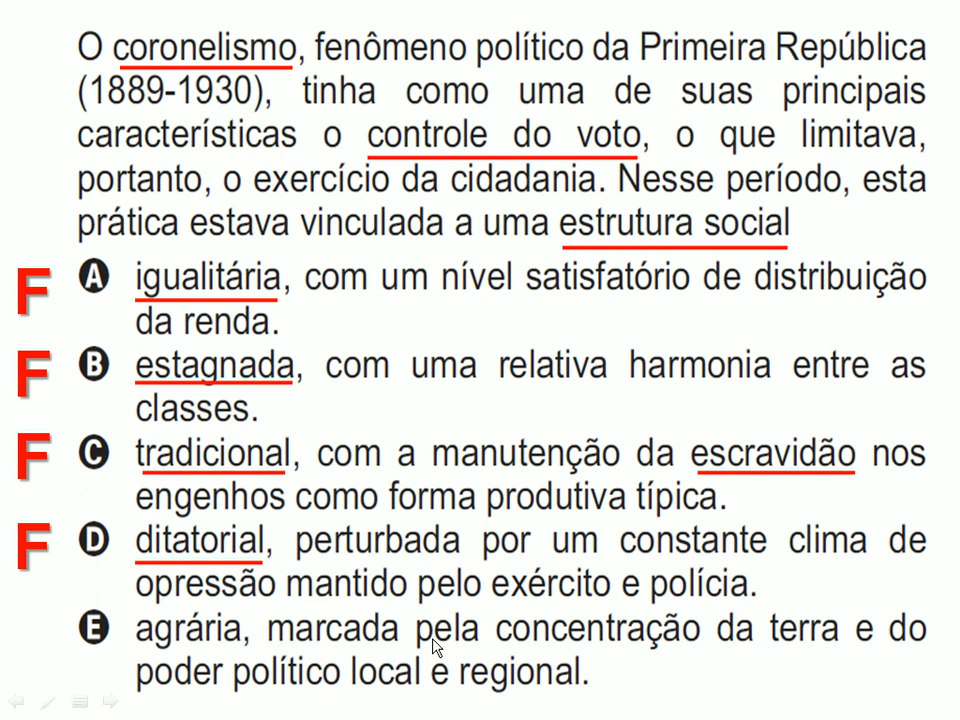 O coronelismo, fenômeno político da Primeira República
(1889-1930), tinha como uma de suas principais
características o controle do voto, o que limitava,
portanto, o exercício da cidadania. Nesse período, esta
prática estava vinculada a uma estrutura social
F A igualitária, com um nível satisfatório de distribuição
da renda.
F B estagnada, com uma relativa harmonia entre as
classes.
F C tradicional, com a manutenção da escravidão nos
engenhos como forma produtiva típica.
F D ditatorial, perturbada por um constante clima de
opressão mantido pelo exército e polícia.
E agrária, marcada pela concentração da terra e do
poder político local e regional.